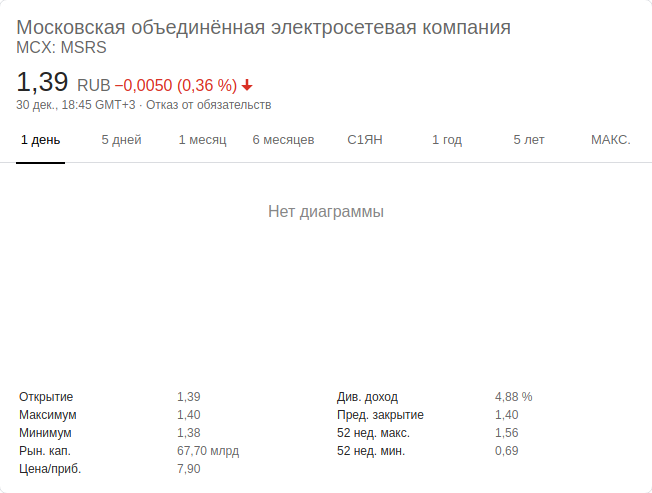 Московская объединённая электросетевая компания
MCX: MSRS
1,39 RUB −0,0050 (0,36 %)
30 дек., 18:45 GMT+3 · Отказ от обязательств
1 день 5 дней 1 месяц 6 месяцев С1ЯН 1 год 5 лет МАКС.
Нет диаграммы
Открытие 1,39 Див. доход 4,88 %
Максимум 1,40 Пред. закрытие 1,40
Минимум 1,38 52 нед. макс. 1,56
Рын. кап. 67,70 млрд 52 нед. мин. 0,69
Цена/приб. 7,90